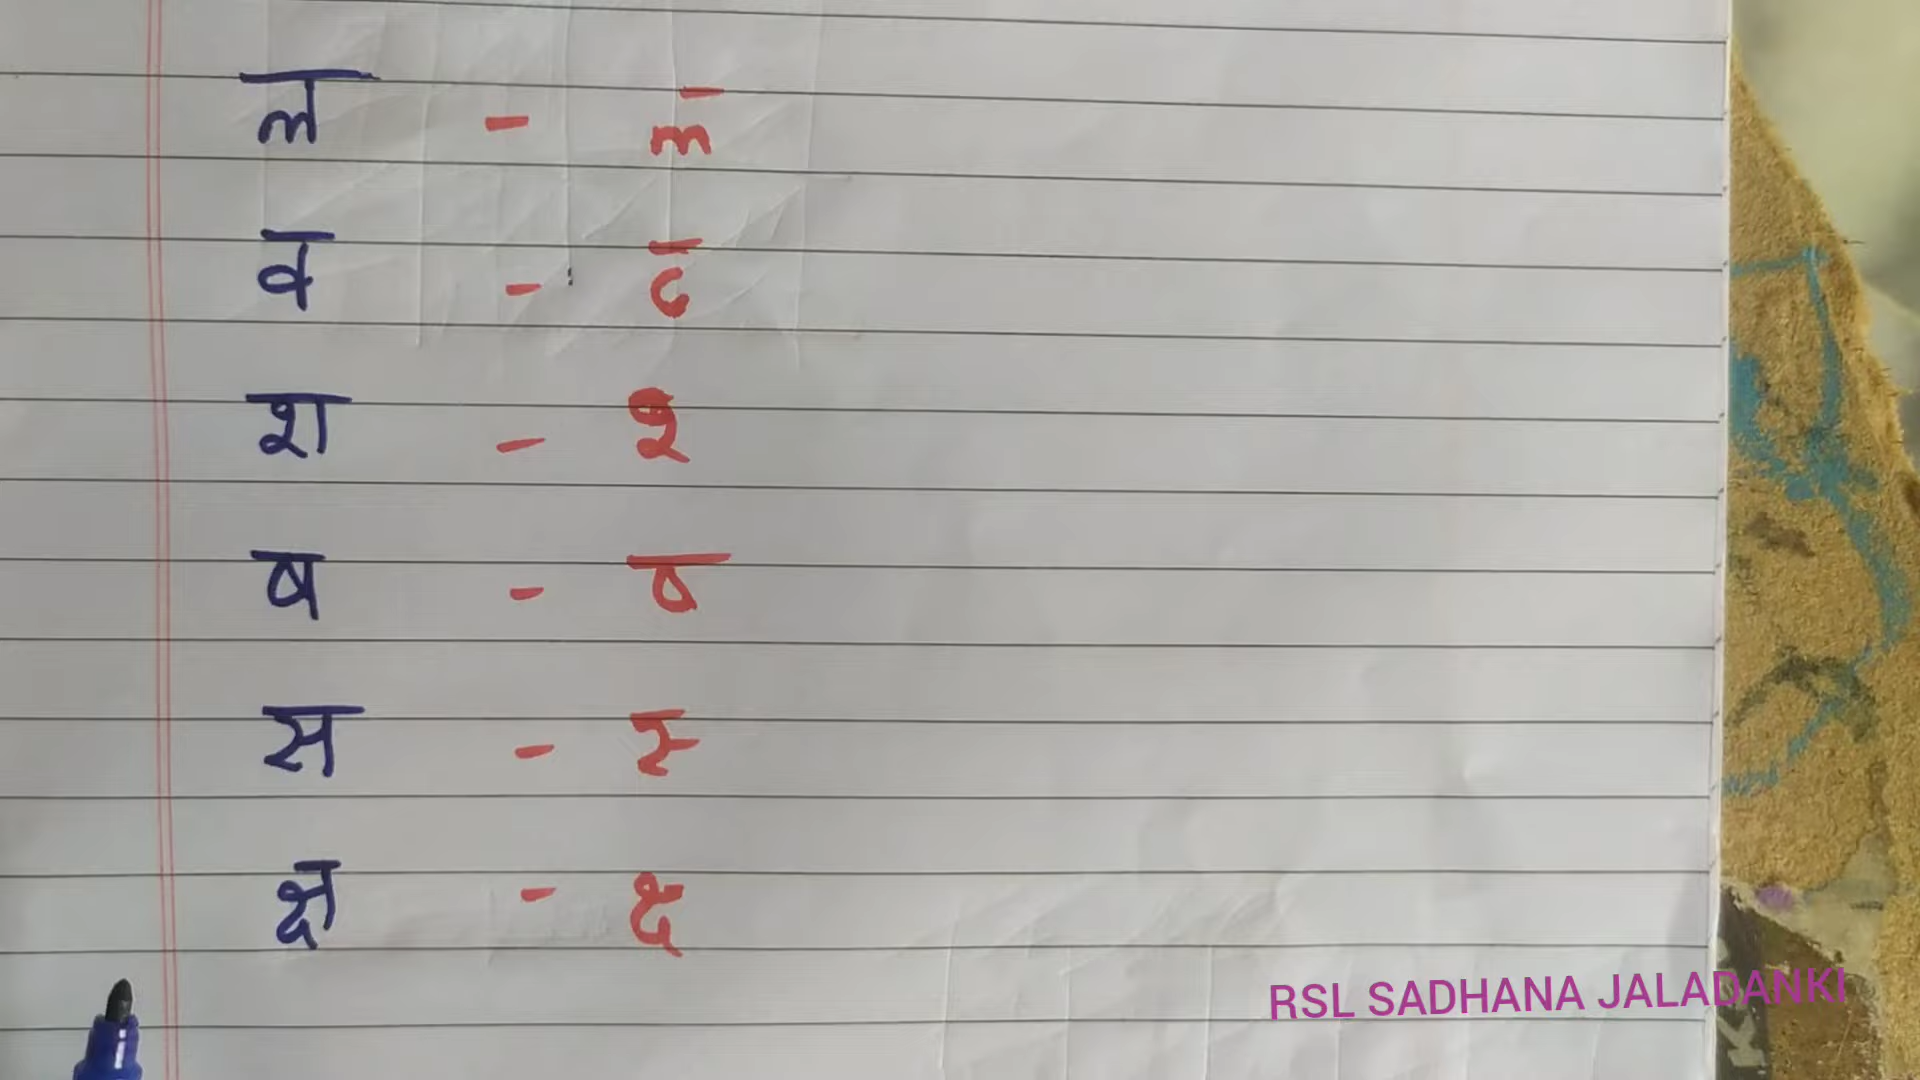 ल - ल्
व - व्
श - श्
ष - ष्
स - स्
क्ष - क्ष्
RSL SADHANA JALADANKI